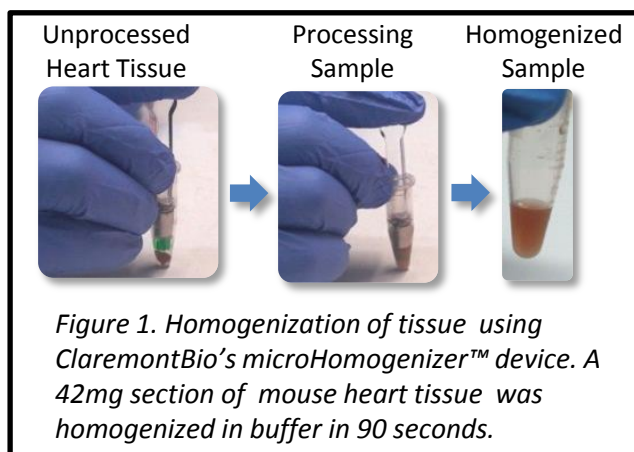 Unprocessed
Heart Tissue
Processing
Sample
Homogenized
Sample
Figure 1. Homogenization of tissue using
ClaremontBio’s microHomogenizer™ device. A
42mg section of mouse heart tissue was
homogenized in buffer in 90 seconds.